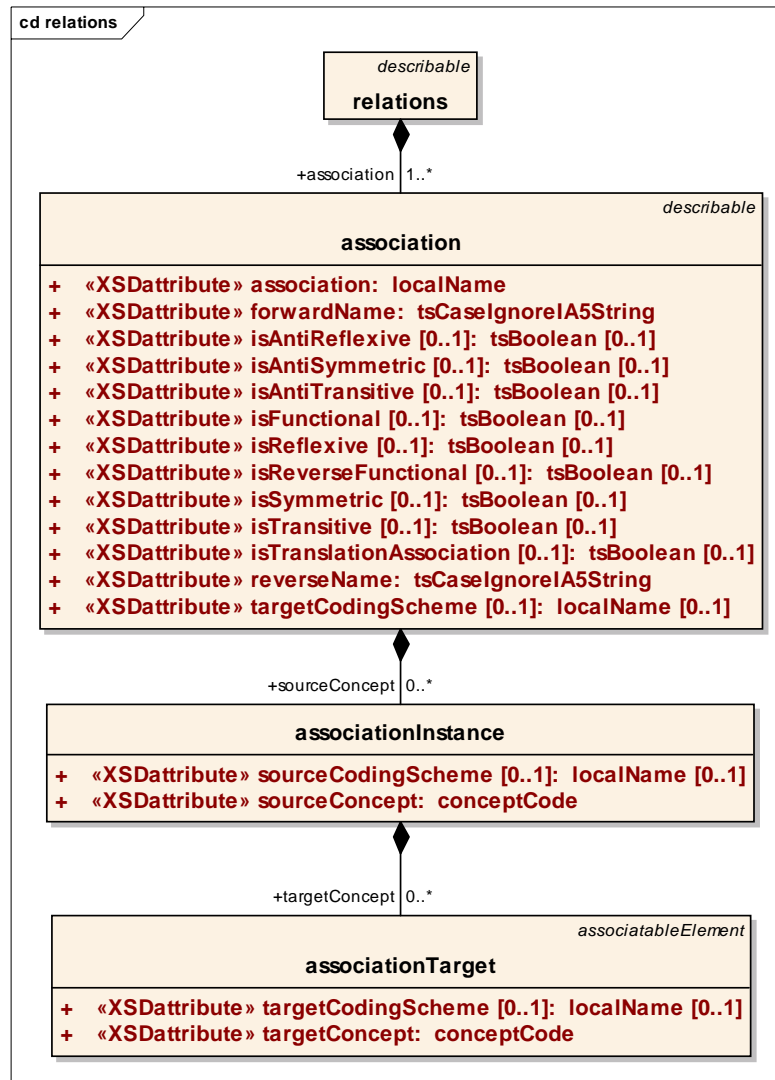 cd relations
describable
relations
+association 1..*
describable
association
+ «XSDattribute» association: localName
+ «XSDattribute» forwardName: tsCaseIgnoreIA5String
+ «XSDattribute» isAntiReflexive [0..1]: tsBoolean [0..1]
+ «XSDattribute» isAntiSymmetric [0..1]: tsBoolean [0..1]
+ «XSDattribute» isAntiTransitive [0..1]: tsBoolean [0..1]
+ «XSDattribute» isFunctional [0..1]: tsBoolean [0..1]
+ «XSDattribute» isReflexive [0..1]: tsBoolean [0..1]
+ «XSDattribute» isReverseFunctional [0..1]: tsBoolean [0..1]
+ «XSDattribute» isSymmetric [0..1]: tsBoolean [0..1]
+ «XSDattribute» isTransitive [0..1]: tsBoolean [0..1]
+ «XSDattribute» isTranslationAssociation [0..1]: tsBoolean [0..1]
+ «XSDattribute» reverseName: tsCaseIgnoreIA5String
+ «XSDattribute» targetCodingScheme [0..1]: localName [0..1]
+sourceConcept 0..*
associationInstance
+ «XSDattribute» sourceCodingScheme [0..1]: localName [0..1]
+ «XSDattribute» sourceConcept: conceptCode
+targetConcept 0..*
associatableElement
associationTarget
+ «XSDattribute» targetCodingScheme [0..1]: localName [0..1]
+ «XSDattribute» targetConcept: conceptCode